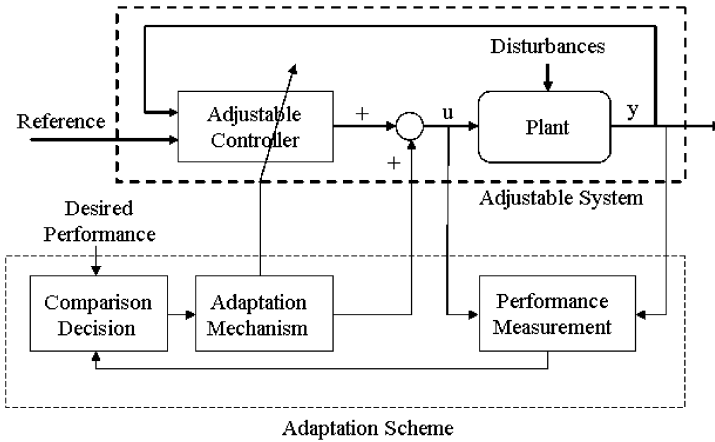 Disturbances
Reference
Adjustable
Controller
+
+
u
Plant
y
Adjustable System
Desired
Performance
Comparison
Decision
Adaptation
Mechanism
Performance
Measurement
Adaptation Scheme